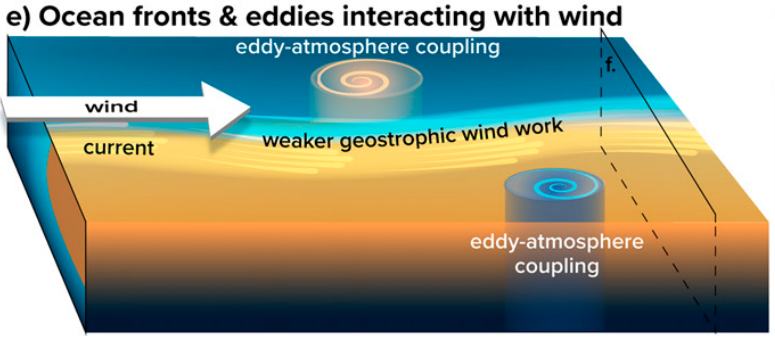 e) Ocean fronts & eddies interacting with wind
eddy-atmosphere coupling
f.
wind
current
weaker geostrophic wind work
eddy-atmosphere
coupling